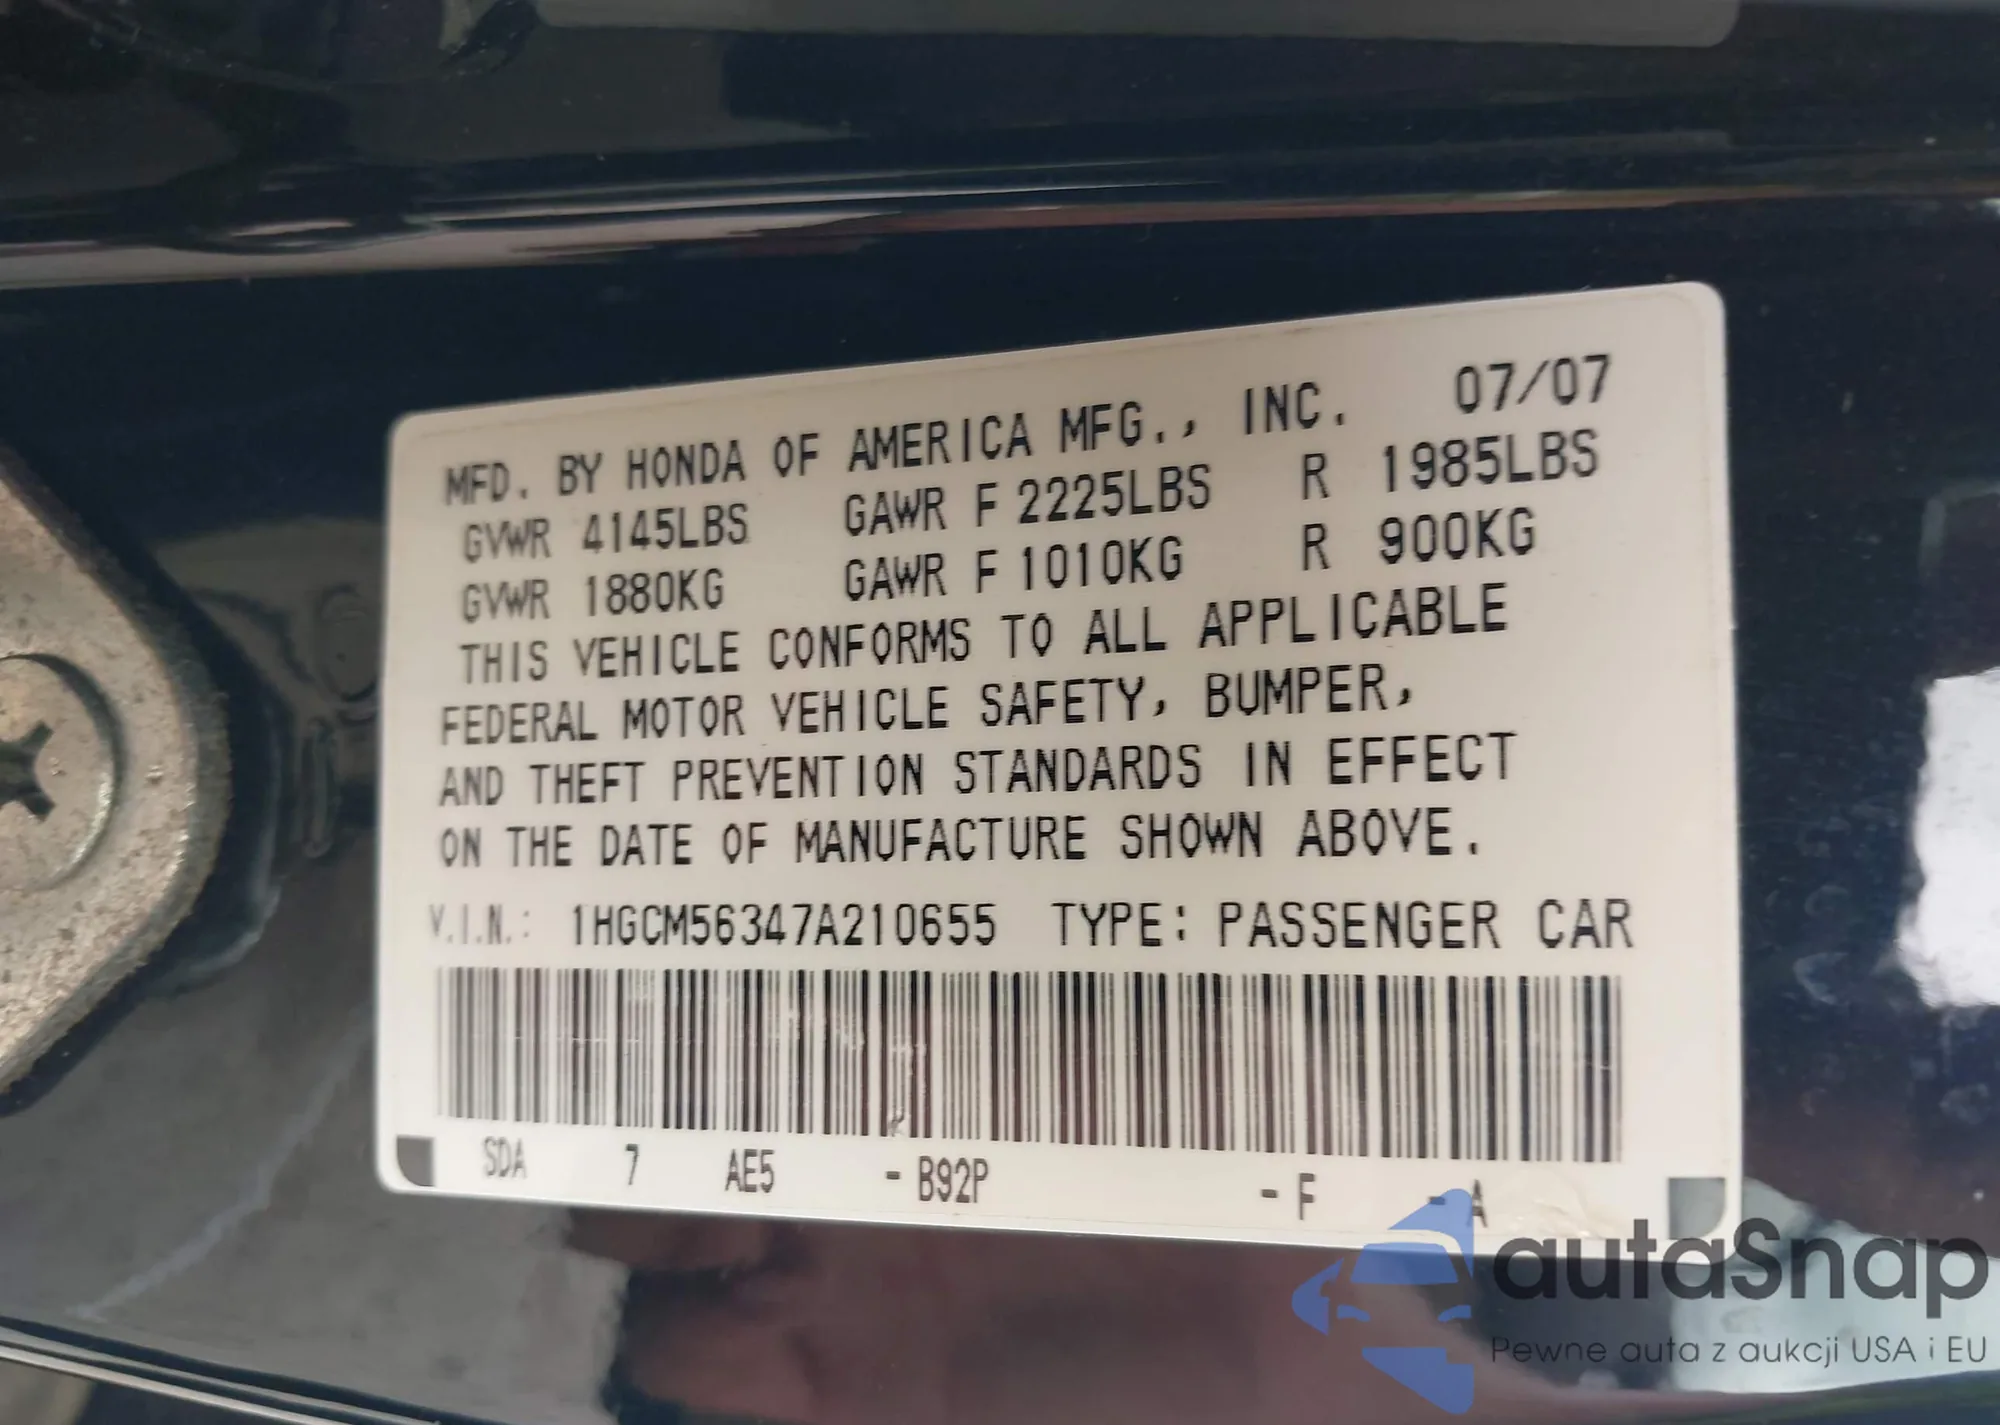 MFD. BY HONDA OF AMERICA MFG., INC. 07/07
GVWR 4145LBS GAWR F 2225LBS R 1985LBS
GVWR 1880KG GAWR F 1010KG R 900KG
THIS VEHICLE CONFORMS TO ALL APPLICABLE
FEDERAL MOTOR VEHICLE SAFETY, BUMPER,
AND THEFT PREVENTION STANDARDS IN EFFECT
ON THE DATE OF MANUFACTURE SHOWN ABOVE.
V.I.N.: 1HGCM56347A210655 TYPE: PASSENGER CAR
SDA 7 AE5 - B92P - F - A
autaSnap
Pewne auta z aukcji USA i EU